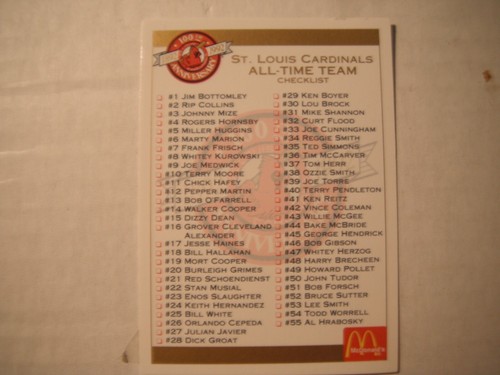 100TH
1892 1992
ANNIVERSARY
St. Louis Cardinals
ALL-TIME TEAM
CHECKLIST
#1 Jim Bottomley
#2 Rip Collins
#3 Johnny Mize
#4 Rogers Hornsby
#5 Miller Huggins
#6 Marty Marion
#7 Frank Frisch
#8 Whitey Kurowski
#9 Joe Medwick
#10 Terry Moore
#11 Chick Hafey
#12 Pepper Martin
#13 Bob O'Farrell
#14 Walker Cooper
#15 Dizzy Dean
#16 Grover Cleveland
Alexander
#17 Jesse Haines
#18 Bill Hallahan
#19 Mort Cooper
#20 Burleigh Grimes
#21 Red Schoendienst
#22 Stan Musial
#23 Enos Slaughter
#24 Keith Hernandez
#25 Bill White
#26 Orlando Cepeda
#27 Julian Javier
#28 Dick Groat
#29 Ken Boyer
#30 Lou Brock
#31 Mike Shannon
#32 Curt Flood
#33 Joe Cunningham
#34 Reggie Smith
#35 Ted Simmons
#36 Tim McCarver
#37 Tom Herr
#38 Ozzie Smith
#39 Joe Torre
#40 Terry Pendleton
#41 Ken Reitz
#42 Vince Coleman
#43 Willie McGee
#44 Bake McBride
#45 George Hendrick
#46 Bob Gibson
#47 Whitey Herzog
#48 Harry Brecheen
#49 Howard Pollet
#50 John Tudor
#51 Bob Forsch
#52 Bruce Sutter
#53 Lee Smith
#54 Todd Worrell
#55 Al Hrabosky
McDonald's